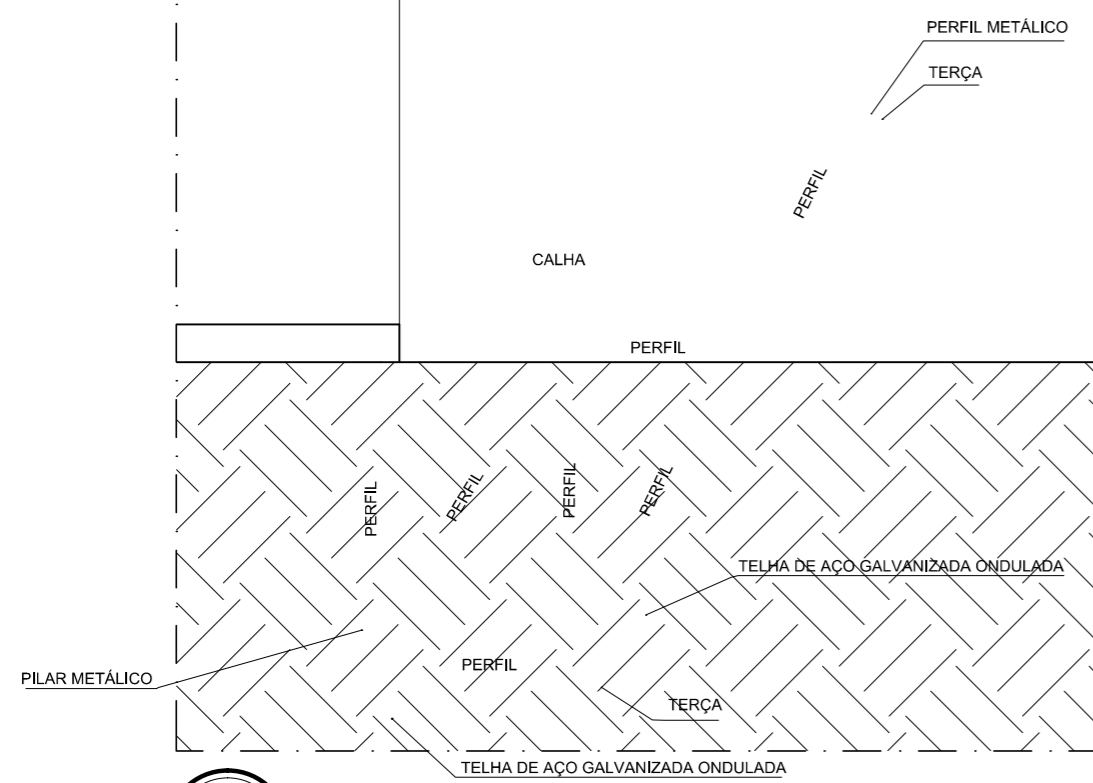 PERFIL METÁLICO
TERÇA
PERFIL
CALHA
PERFIL
PERFIL
PERFIL
PERFIL
PERFIL
TELHA DE AÇO GALVANIZADA ONDULADA
PERFIL
PILAR METÁLICO
TERÇA
TELHA DE AÇO GALVANIZADA ONDULADA